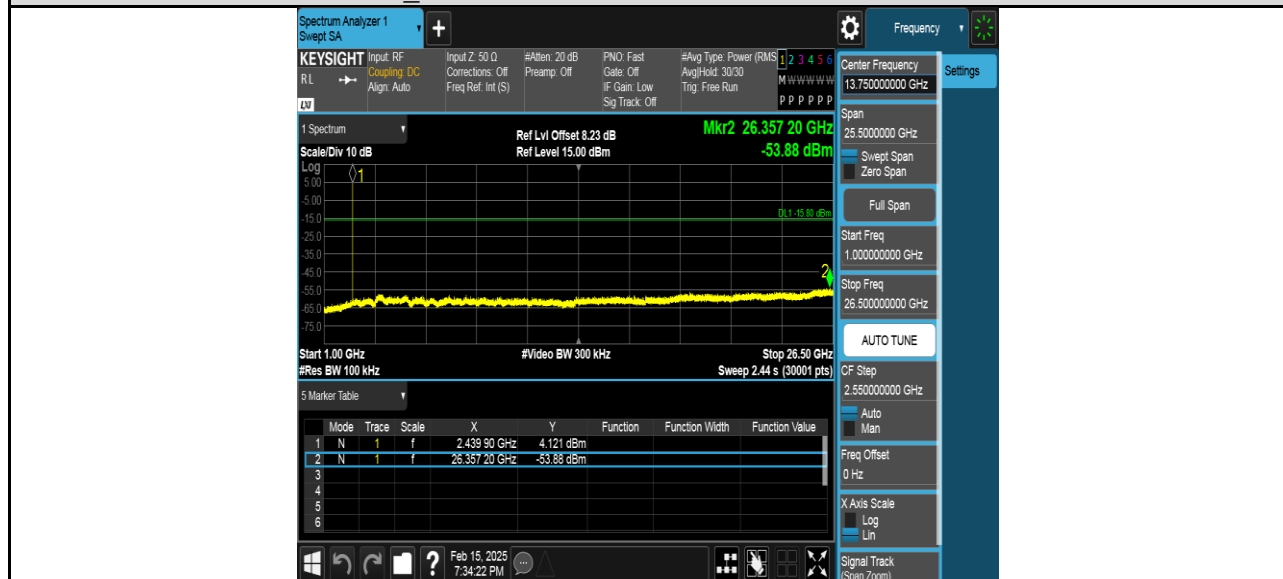 Spectrum Analyzer 1
Swept SA
+
Frequency
KEYSIGHT
RL
LXI
Input: RF
Coupling: DC
Align: Auto
Input Z: 50 Ω
Corrections: Off
Freq Ref: Int (S)
#Atten: 20 dB
Preamp: Off
PNO: Fast
Gate: Off
IF Gain: Low
Sig Track: Off
#Avg Type: Power (RMS
Avg|Hold: 30/30
Trig: Free Run
1 2 3 4 5 6
M W W W W W
P P P P P P
1 Spectrum
Scale/Div 10 dB
Ref Lvl Offset 8.23 dB
Ref Level 15.00 dBm
Mkr2 26.357 20 GHz
-53.88 dBm
Log
5.00
-5.00
-15.0
-25.0
-35.0
-45.0
-55.0
-65.0
-75.0
1
DL1 -15.80 dBm
2
Start 1.00 GHz
#Video BW 300 kHz
Stop 26.50 GHz
#Res BW 100 kHz
Sweep 2.44 s (30001 pts)
5 Marker Table
Mode Trace Scale X Y Function Function Width Function Value
1 N 1 f 2.439 90 GHz 4.121 dBm
2 N 1 f 26.357 20 GHz -53.88 dBm
3
4
5
6
Feb 15, 2025
7:34:22 PM
?
Center Frequency
13.750000000 GHz
Settings
Span
25.5000000 GHz
Swept Span
Zero Span
Full Span
Start Freq
1.000000000 GHz
Stop Freq
26.500000000 GHz
AUTO TUNE
CF Step
2.550000000 GHz
Auto
Man
Freq Offset
0 Hz
X Axis Scale
Log
Lin
Signal Track
(Span Zoom)